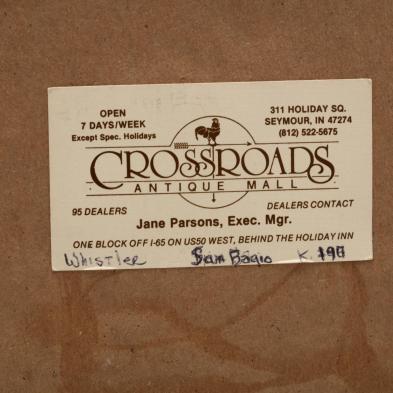 OPEN
7 DAYS/WEEK
Except Spec. Holidays
311 HOLIDAY SQ.
SEYMOUR, IN 47274
(812) 522-5675
CROSSROADS
ANTIQUE MALL
95 DEALERS
DEALERS CONTACT
Jane Parsons, Exec. Mgr.
ONE BLOCK OFF I-65 ON US50 WEST, BEHIND THE HOLIDAY INN
Whistler K.